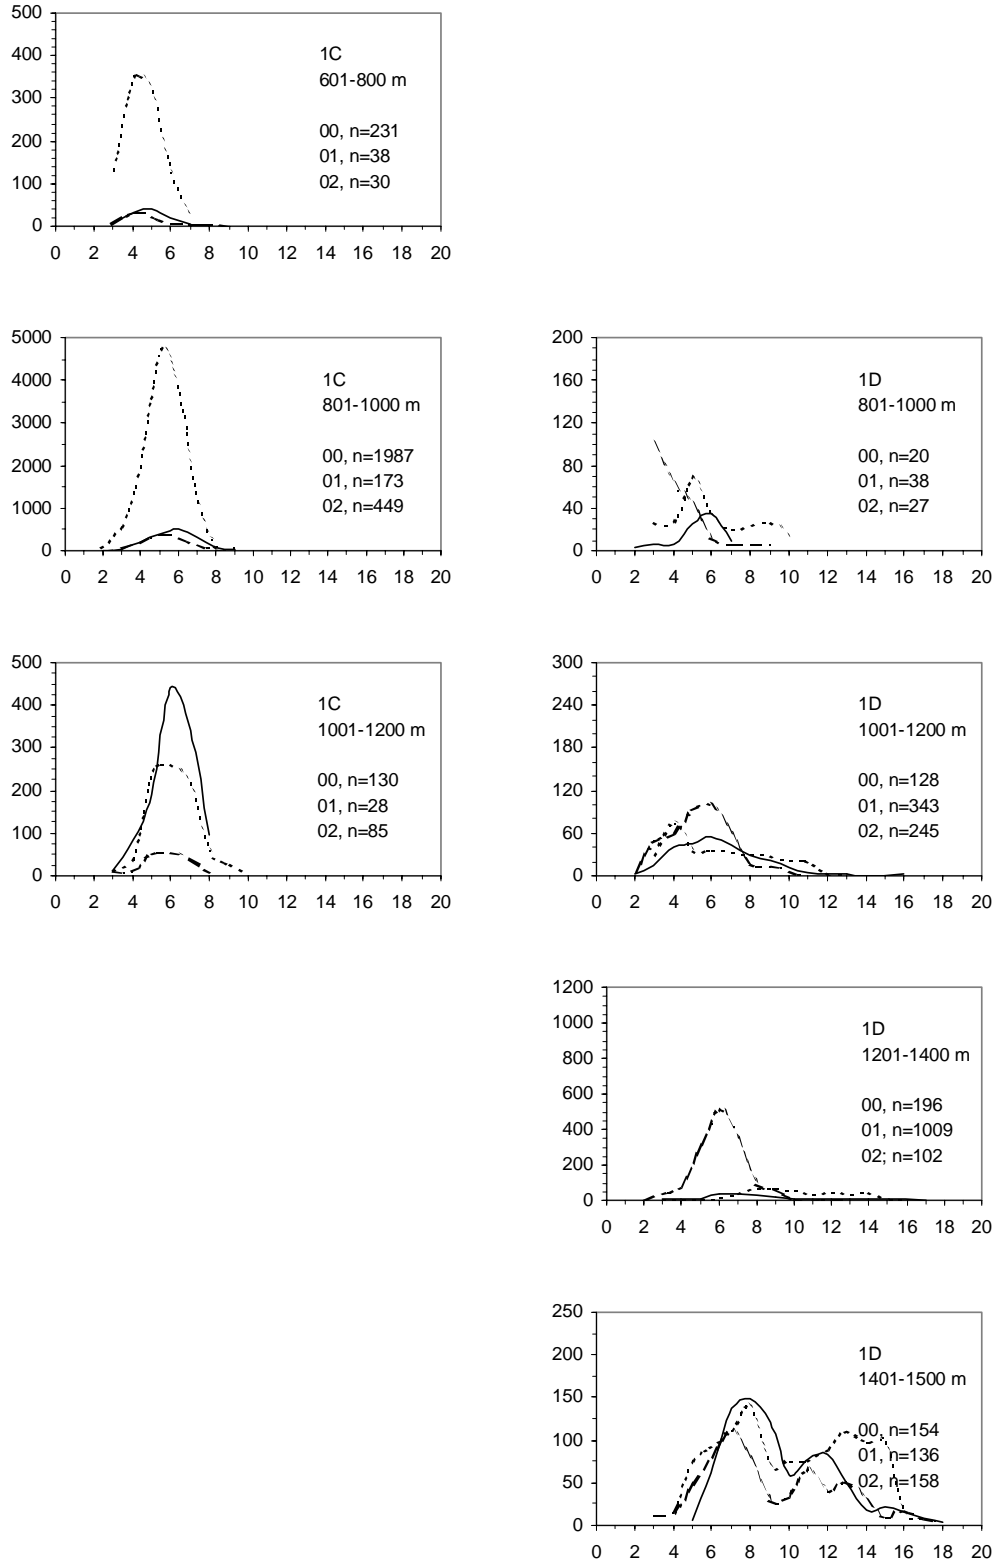 500
400
300
200
100
0
0 2 4 6 8 10 12 14 16 18 20
1C
601-800 m
00, n=231
01, n=38
02, n=30
5000
4000
3000
2000
1000
0
0 2 4 6 8 10 12 14 16 18 20
1C
801-1000 m
00, n=1987
01, n=173
02, n=449
200
160
120
80
40
0
0 2 4 6 8 10 12 14 16 18 20
1D
801-1000 m
00, n=20
01, n=38
02, n=27
500
400
300
200
100
0
0 2 4 6 8 10 12 14 16 18 20
1C
1001-1200 m
00, n=130
01, n=28
02, n=85
300
240
180
120
60
0
0 2 4 6 8 10 12 14 16 18 20
1D
1001-1200 m
00, n=128
01, n=343
02, n=245
1200
1000
800
600
400
200
0
0 2 4 6 8 10 12 14 16 18 20
1D
1201-1400 m
00, n=196
01, n=1009
02; n=102
250
200
150
100
50
0
0 2 4 6 8 10 12 14 16 18 20
1D
1401-1500 m
00, n=154
01, n=136
02, n=158